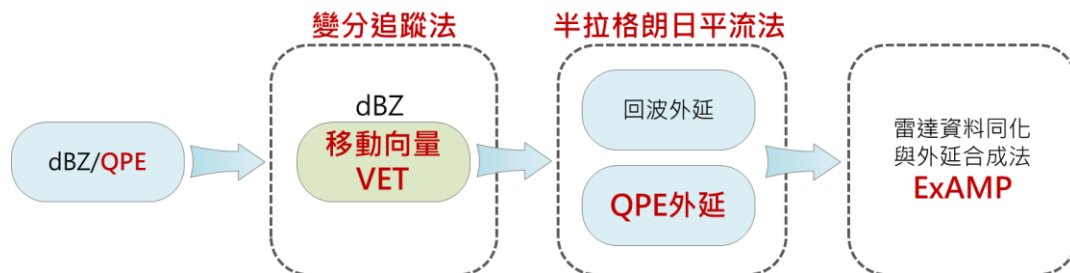 變分追蹤法
半拉格朗日平流法
dBZ/QPE
dBZ
移動向量
VET
回波外延
QPE外延
雷達資料同化
與外延合成法
ExAMP